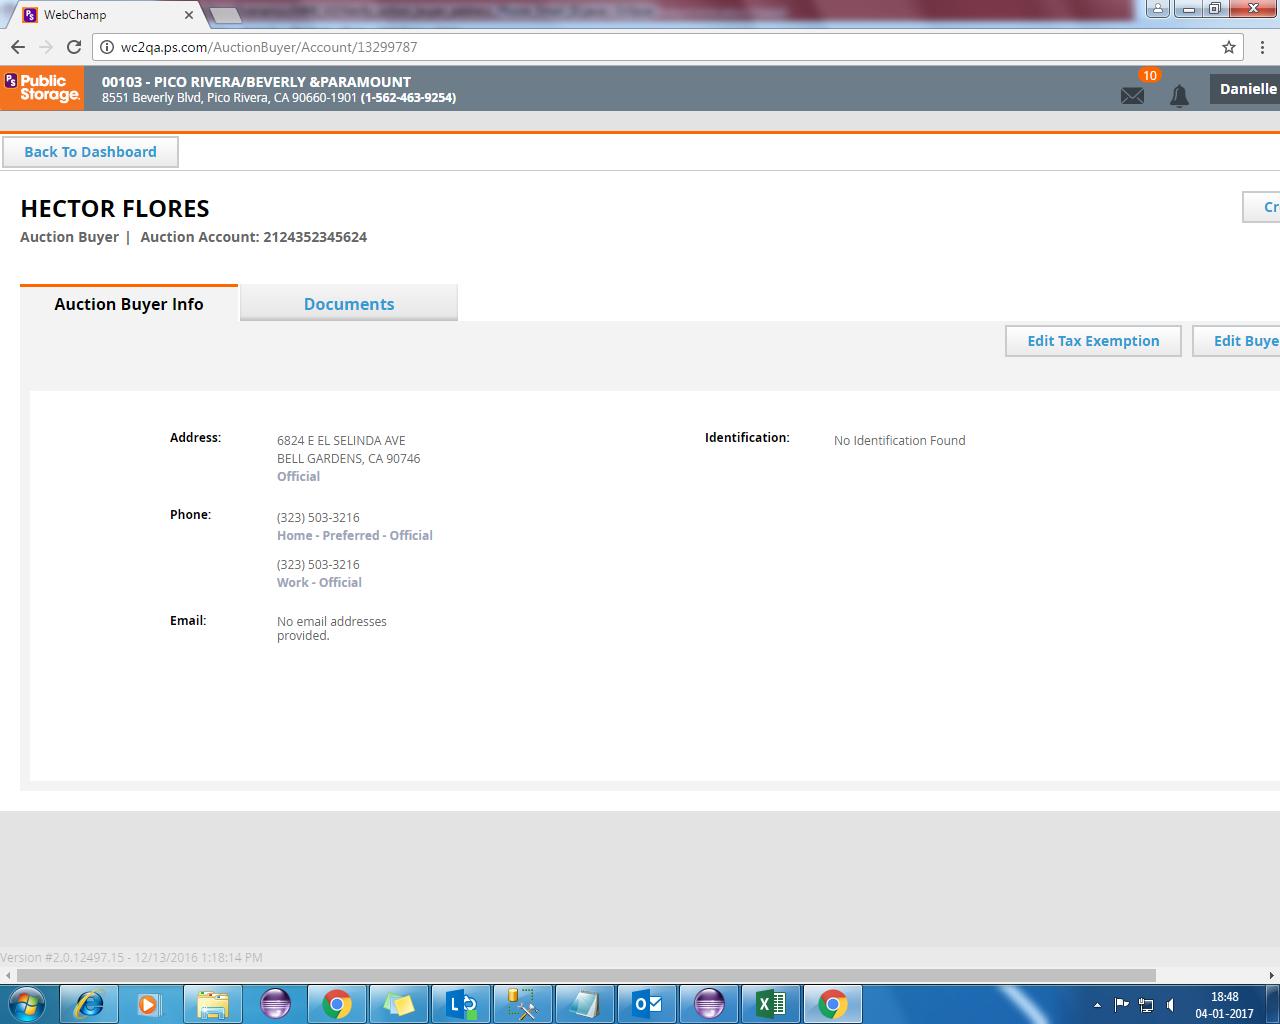 WebChamp
wc2qa.ps.com/AuctionBuyer/Account/13299787
Public Storage.
00103 - PICO RIVERA/BEVERLY &PARAMOUNT
8551 Beverly Blvd, Pico Rivera, CA 90660-1901 (1-562-463-9254)
10
Danielle
Back To Dashboard
HECTOR FLORES
Cr
Auction Buyer | Auction Account: 2124352345624
Auction Buyer Info
Documents
Edit Tax Exemption
Edit Buye
Address:
6824 E EL SELINDA AVE
BELL GARDENS, CA 90746
Official
Identification:
No Identification Found
Phone:
(323) 503-3216
Home - Preferred - Official
(323) 503-3216
Work - Official
Email:
No email addresses
provided.
Version #2.0.12497.15 - 12/13/2016 1:18:14 PM
18:48
04-01-2017